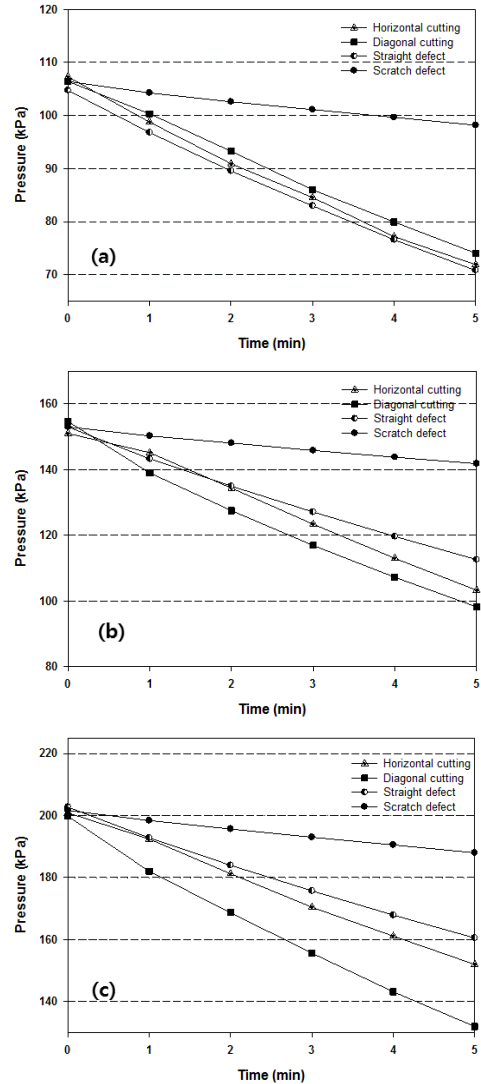 120
110
100
90
80
70
Pressure (kPa)
Horizontal cutting
Diagonal cutting
Straight defect
Scratch defect
(a)
0 1 2 3 4 5
Time (min)
160
140
120
100
80
Pressure (kPa)
Horizontal cutting
Diagonal cutting
Straight defect
Scratch defect
(b)
0 1 2 3 4 5
Time (min)
220
200
180
160
140
Pressure (kPa)
Horizontal cutting
Diagonal cutting
Straight defect
Scratch defect
(c)
0 1 2 3 4 5
Time (min)